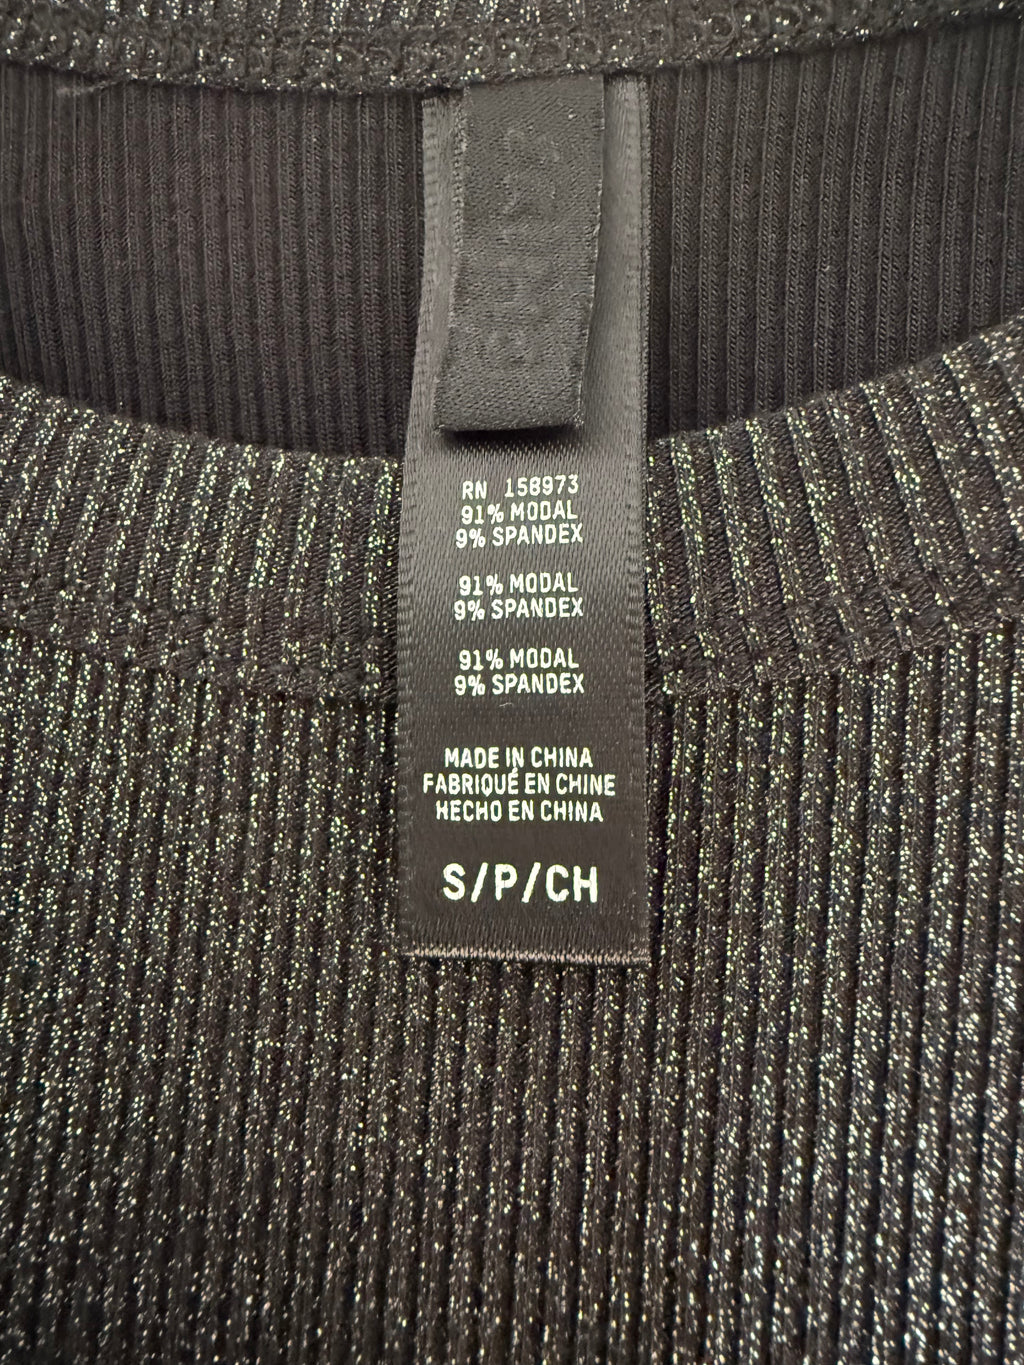 RN 158973
91% MODAL
9% SPANDEX
91% MODAL
9% SPANDEX
91% MODAL
9% SPANDEX
MADE IN CHINA
FABRIQUÉ EN CHINE
HECHO EN CHINA
S/P/CH